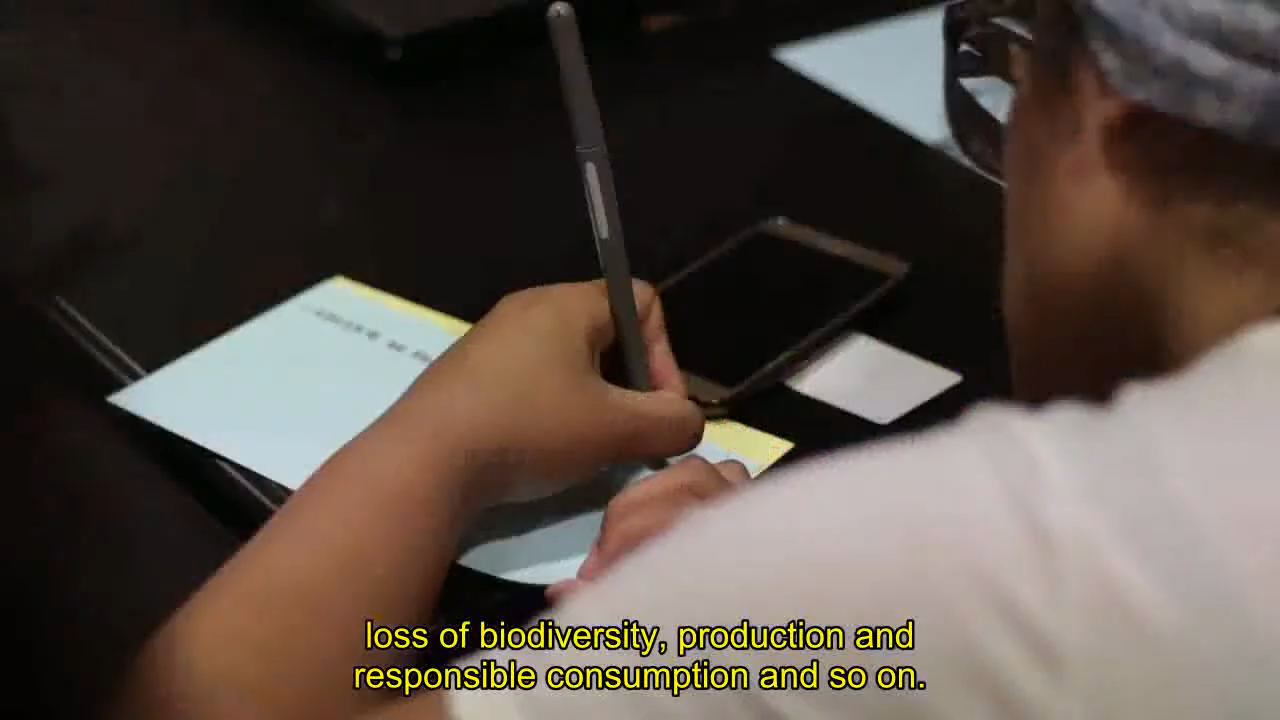 loss of biodiversity, production and
responsible consumption and so on.